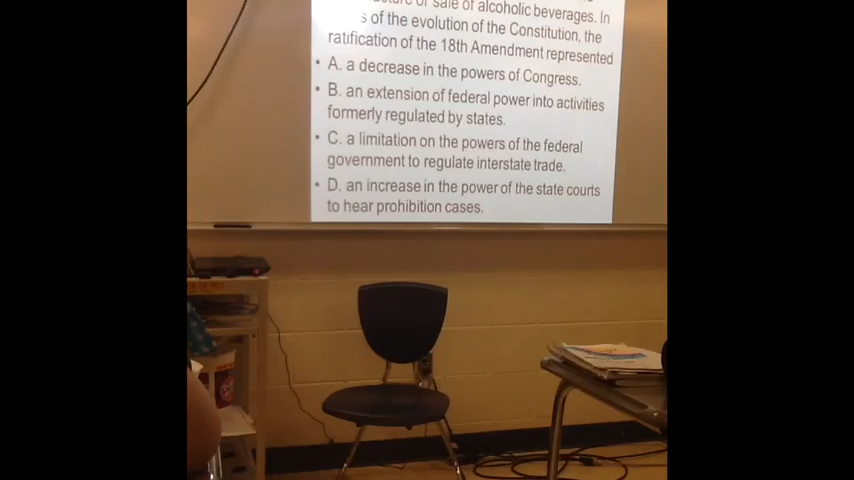 sale of alcoholic beverages. In
s of the evolution of the Constitution, the
ratification of the 18th Amendment represented
• A. a decrease in the powers of Congress.
• B. an extension of federal power into activities
formerly regulated by states.
• C. a limitation on the powers of the federal
government to regulate interstate trade.
• D. an increase in the power of the state courts
to hear prohibition cases.